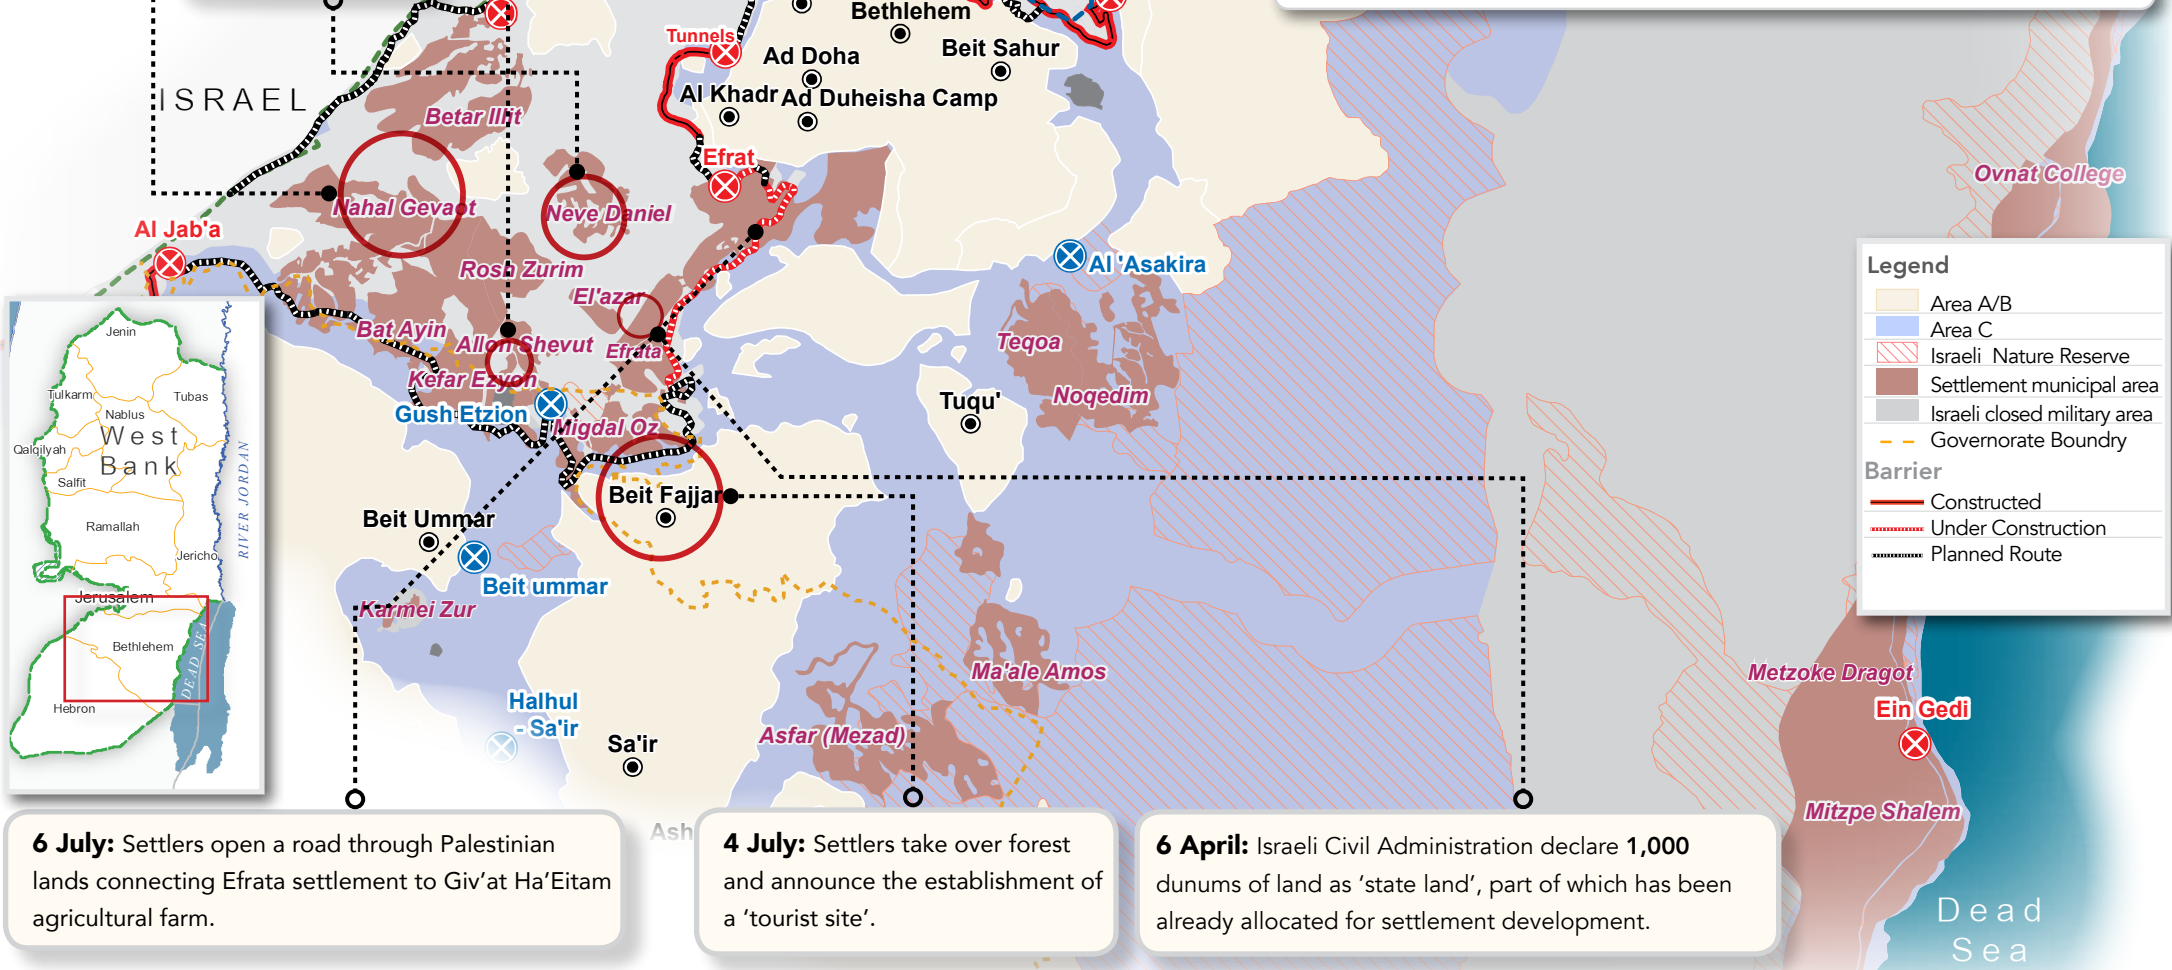 Bethlehem
Tunnels
Ad Doha
Beit Sahur
ISRAEL
Al Khadr
Ad Duheisha Camp
Betar Illit
Efrat
Ovnat College
Nahal Gevaot
Neve Daniel
Al Jab'a
Rosh Zurim
Al 'Asakira
El'azar
Bat Ayin
Allon Shevut
Efrata
Teqoa
Kefar Ezyon
Noqedim
Gush Etzion
Migdal Oz
Tuqu'
Beit Fajjar
Beit Ummar
Beit ummar
Karmei Zur
Ma'ale Amos
Metzoke Dragot
Halhul
- Sa'ir
Ein Gedi
Sa'ir
Asfar (Mezad)
Mitzpe Shalem
Ash
Dead
Sea
Legend
Area A/B
Area C
Israeli Nature Reserve
Settlement municipal area
Israeli closed military area
Governorate Boundry
Barrier
Constructed
Under Construction
Planned Route
Jenin
Tulkarm
Tubas
Nablus
West
Bank
Qalqilyah
Salfit
RIVER JORDAN
Ramallah
Jericho
Jerusalem
Bethlehem
DEAD SEA
Hebron
6 July: Settlers open a road through Palestinian
lands connecting Efrata settlement to Giv’at Ha’Eitam
agricultural farm.
4 July: Settlers take over forest
and announce the establishment of
a ‘tourist site’.
6 April: Israeli Civil Administration declare 1,000
dunums of land as ‘state land’, part of which has been
already allocated for settlement development.